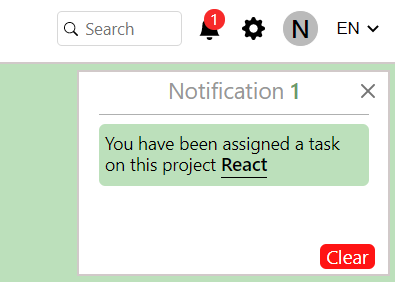 Search
1
N
EN
Notification 1
You have been assigned a task
on this project React
Clear